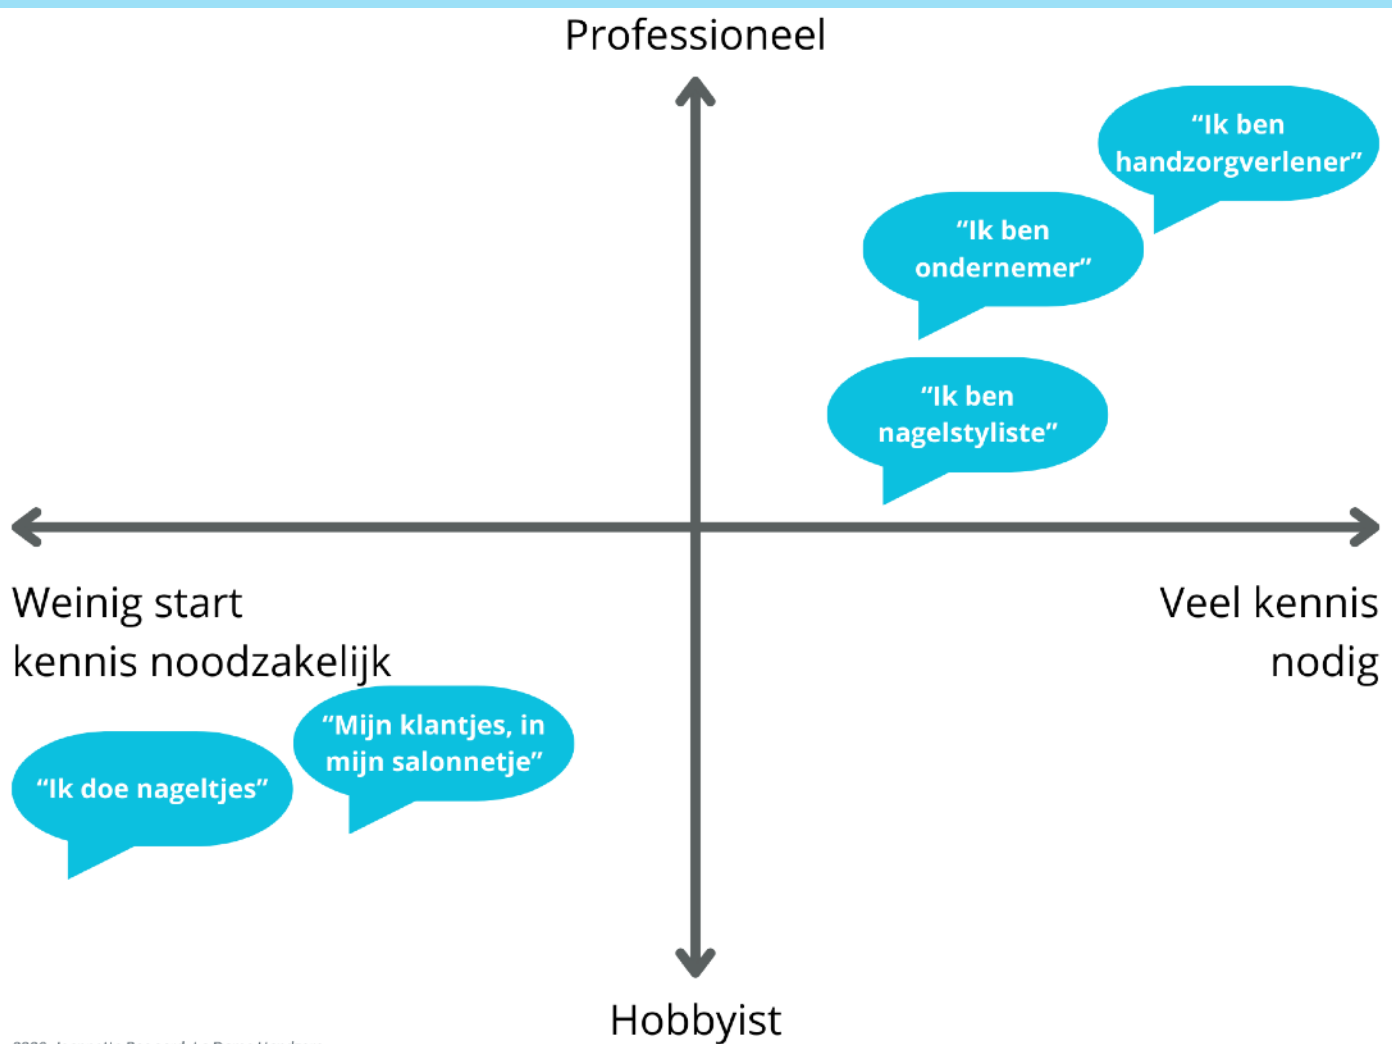 Professioneel
“Ik ben
handzorgverlener”
“Ik ben
ondernemer”
“Ik ben
nagelstyliste”
Weinig start
kennis noodzakelijk
Veel kennis
nodig
“Mijn klantjes, in
mijn salonnetje”
“Ik doe nageltjes”
Hobbyist